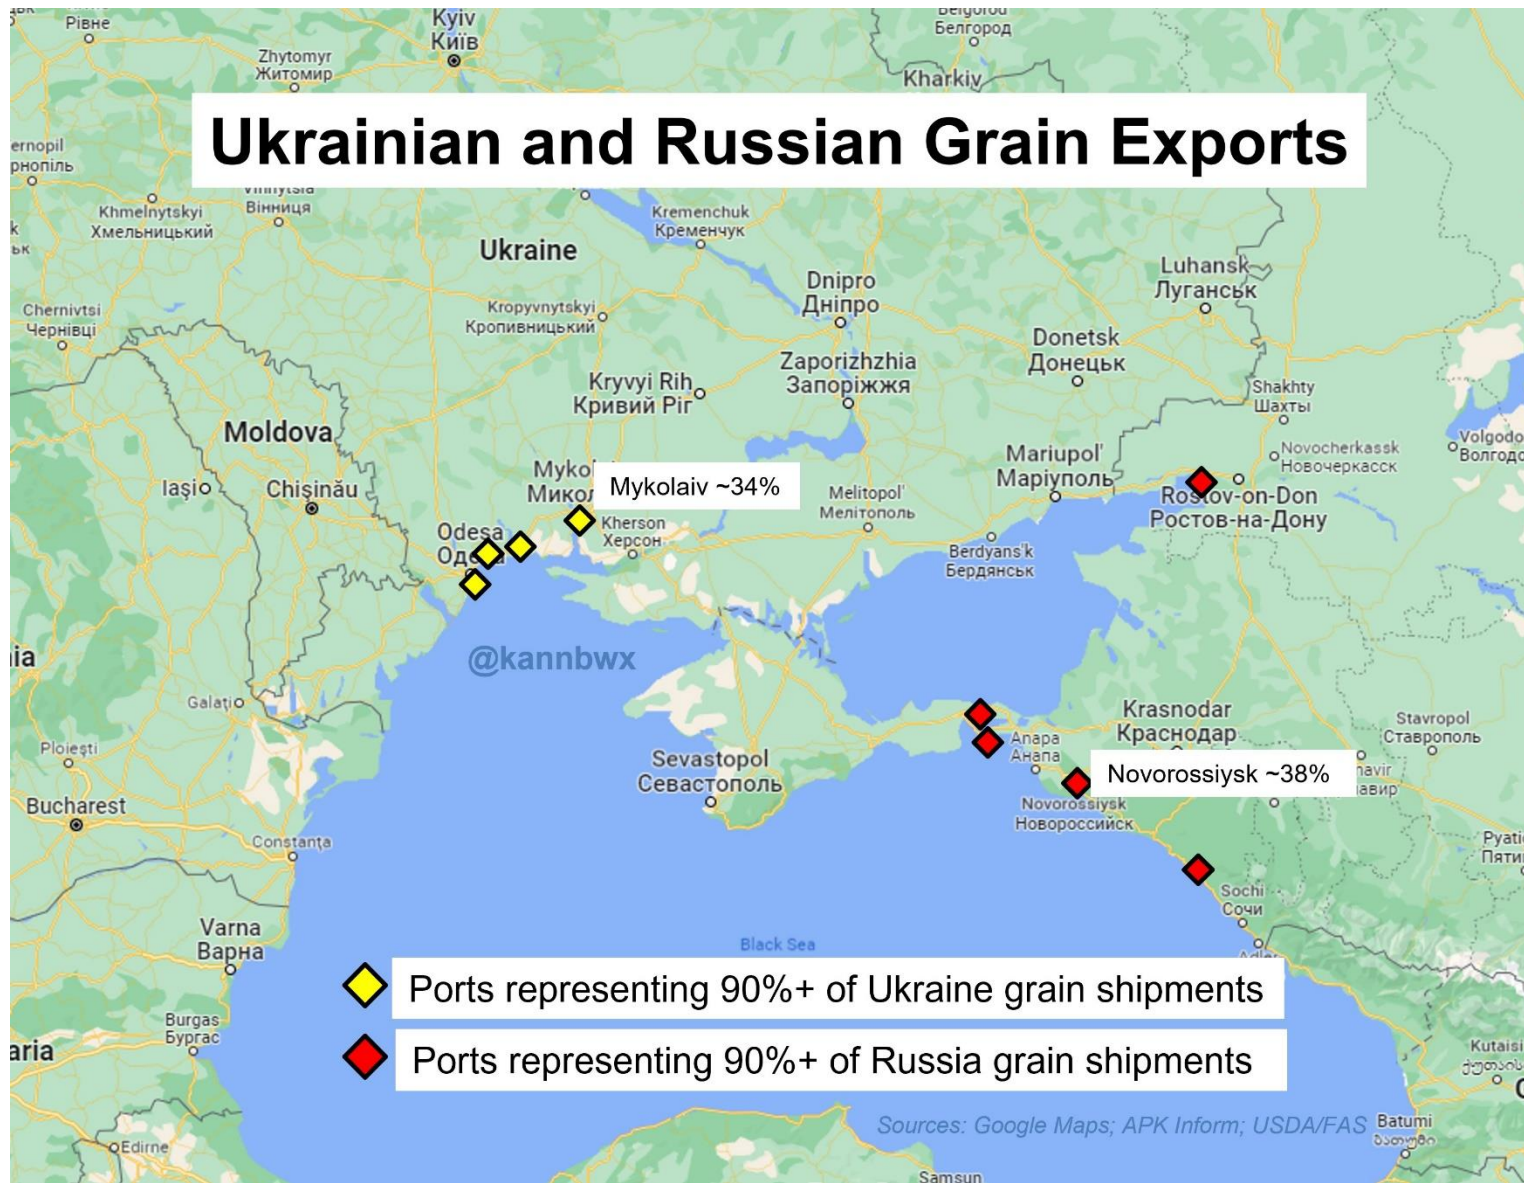 Рівне
Kyiv
Київ
Белгород
Zhytomyr
Житомир
Kharkiv
Ukrainian and Russian Grain Exports
Khmelnytskyi
Хмельницький
Вінниця
Kremenchuk
Кременчук
Ukraine
Luhansk
Луганськ
Dnipro
Дніпро
Chernivtsi
Чернівці
Kropyvnytskyi
Кропивницький
Donetsk
Донецьк
Zaporizhzhia
Запоріжжя
Kryvyi Rih
Кривий Ріг
Shakhty
Шахты
Moldova
Novocherkassk
Новочеркасск
Mariupol'
Маріуполь
Mykolaiv ~34%
Iași
Chișinău
Melitopol'
Мелітополь
Rostov-on-Don
Ростов-на-Дону
Kherson
Херсон
Odesa
Berdyans'k
Бердянськ
@kannbwx
Galați
Krasnodar
Краснодар
Stavropol
Ставрополь
Ploiești
Anapa
Анапа
Sevastopol
Севастополь
Novorossiysk ~38%
Bucharest
Novorossiysk
Новороссийск
Constanța
Sochi
Сочи
Varna
Варна
Black Sea
Ports representing 90%+ of Ukraine grain shipments
Burgas
Бургас
Ports representing 90%+ of Russia grain shipments
Kutaisi
Sources: Google Maps; APK Inform; USDA/FAS
Batumi
ბათუმი
Edirne
Samsun